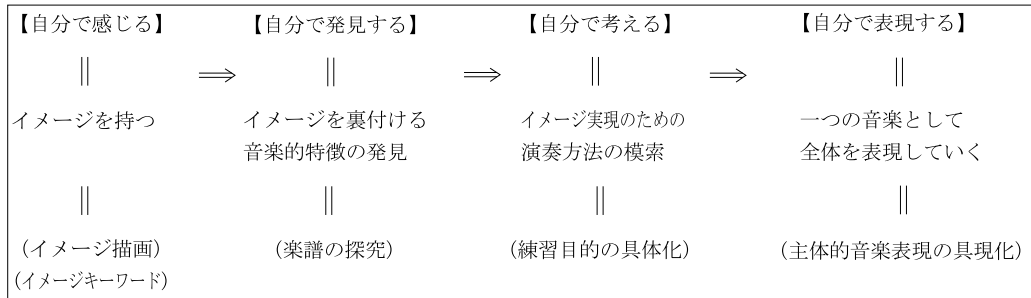 【自分で感じる】
‖
イメージを持つ
‖
(イメージ描画)
(イメージキーワード)
⇒
【自分で発見する】
‖
イメージを裏付ける
音楽的特徴の発見
‖
(楽譜の探究)
⇒
【自分で考える】
‖
イメージ実現のための
演奏方法の模索
‖
(練習目的の具体化)
⇒
【自分で表現する】
‖
一つの音楽として
全体を表現していく
‖
(主体的音楽表現の具現化)